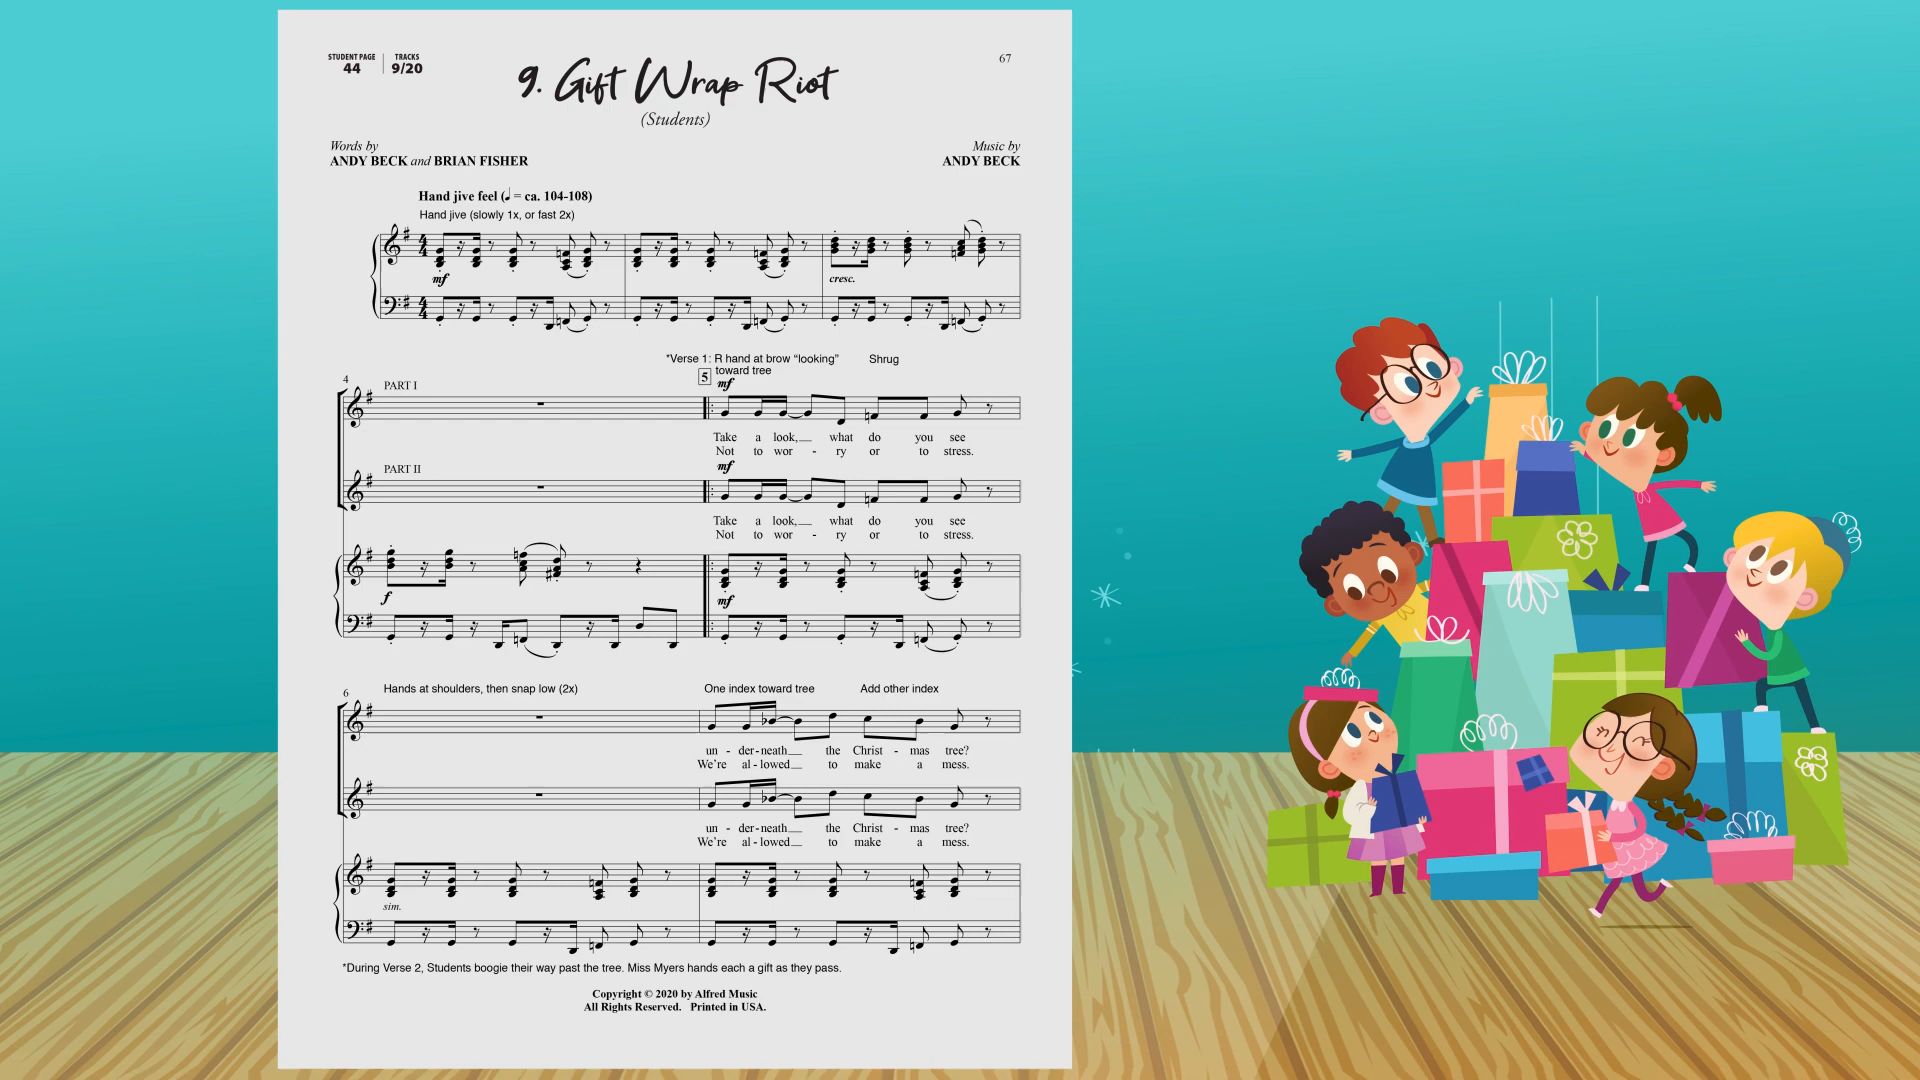 STUDENT PAGE TRACKS
44 9/20
67
9. Gift Wrap Riot
(Students)
Words by
ANDY BECK and BRIAN FISHER
Music by
ANDY BECK
Hand jive feel (♩ = ca. 104-108)
Hand jive (slowly 1x, or fast 2x)
mf
cresc.
*Verse 1: R hand at brow “looking” Shrug
toward tree
4
PART I
5
mf
Take a look, what do you see
Not to wor - ry or to stress.
PART II
mf
Take a look, what do you see
Not to wor - ry or to stress.
f
mf
6
Hands at shoulders, then snap low (2x) One index toward tree Add other index
un - der-neath the Christ - mas tree?
We’re al - lowed to make a mess.
un - der-neath the Christ - mas tree?
We’re al - lowed to make a mess.
sim.
*During Verse 2, Students boogie their way past the tree. Miss Myers hands each a gift as they pass.
Copyright © 2020 by Alfred Music
All Rights Reserved. Printed in USA.